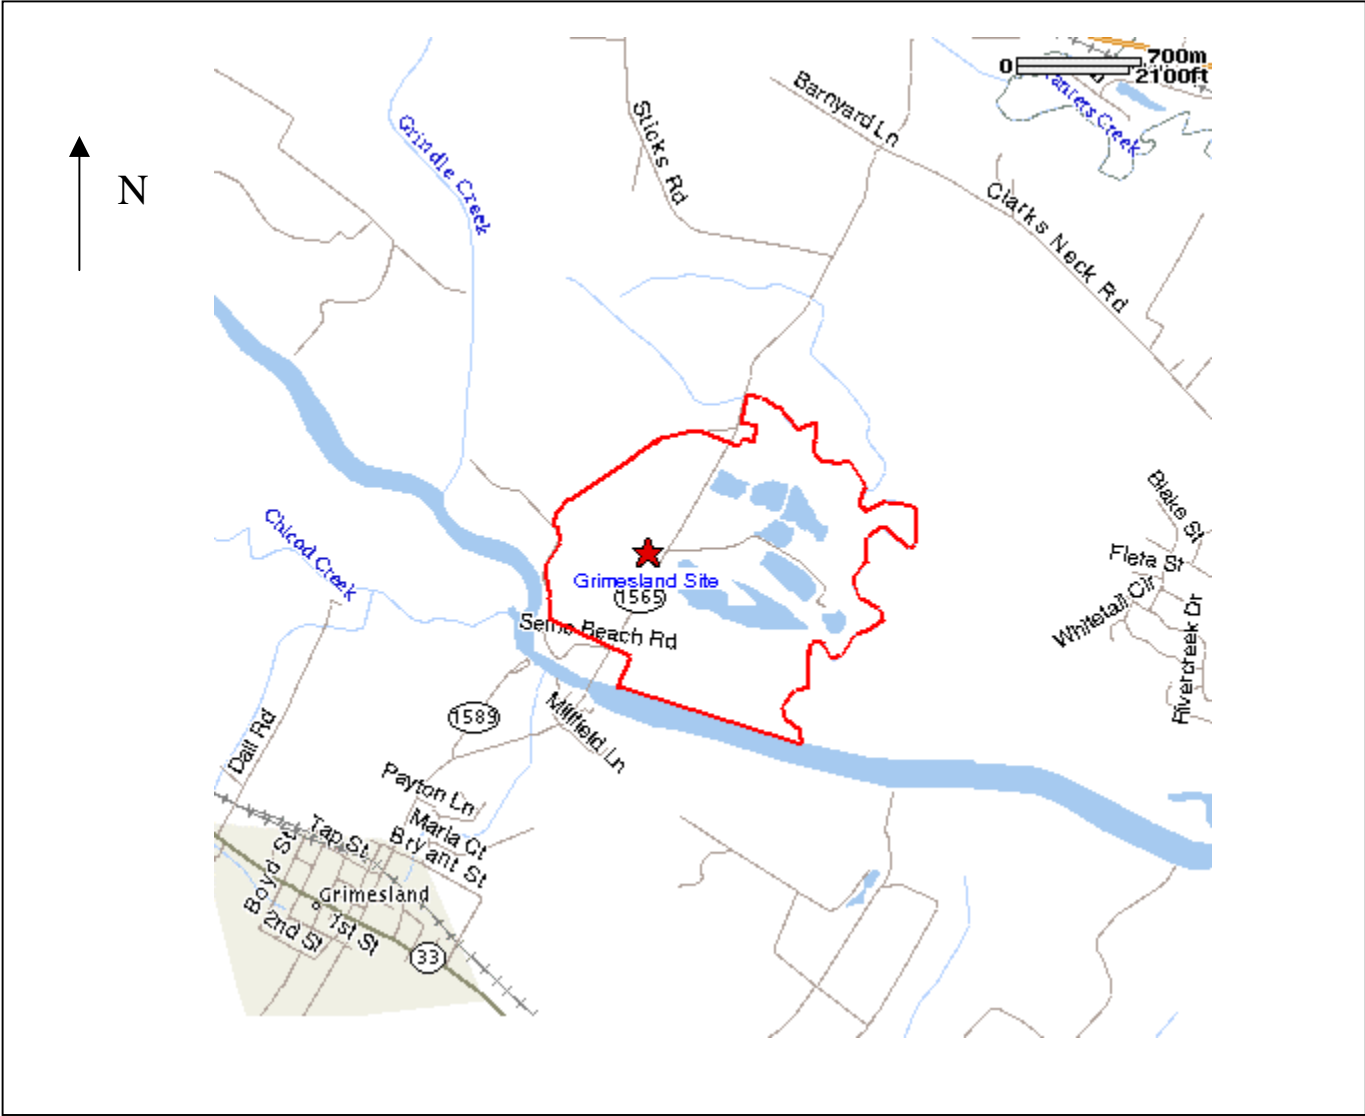 0
700m
2100ft
N
Grindle Creek
Sticks Rd
Barnyard Ln
Creek
Clarks Neck Rd
Blake St
Fleta St
Whitetail Cir
Rivercreek Dr
Chicod Creek
Grimesland Site
1565
Beach Rd
1589
Millfield Ln
Dail Rd
Payton Ln
Marla Ct
Bryant St
Tap St
Boyd St
Grimesland
1st St
2nd St
33